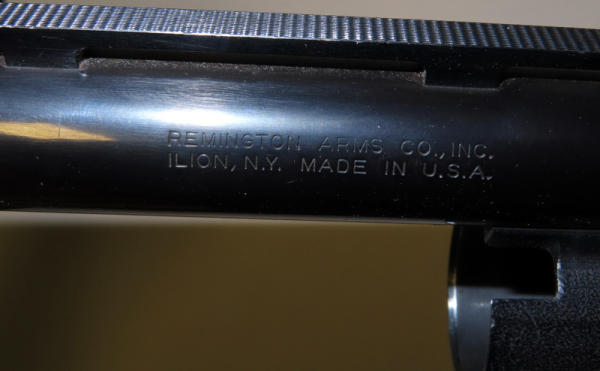 REMINGTON ARMS CO., INC.
ILION, N.Y. MADE IN U.S.A.